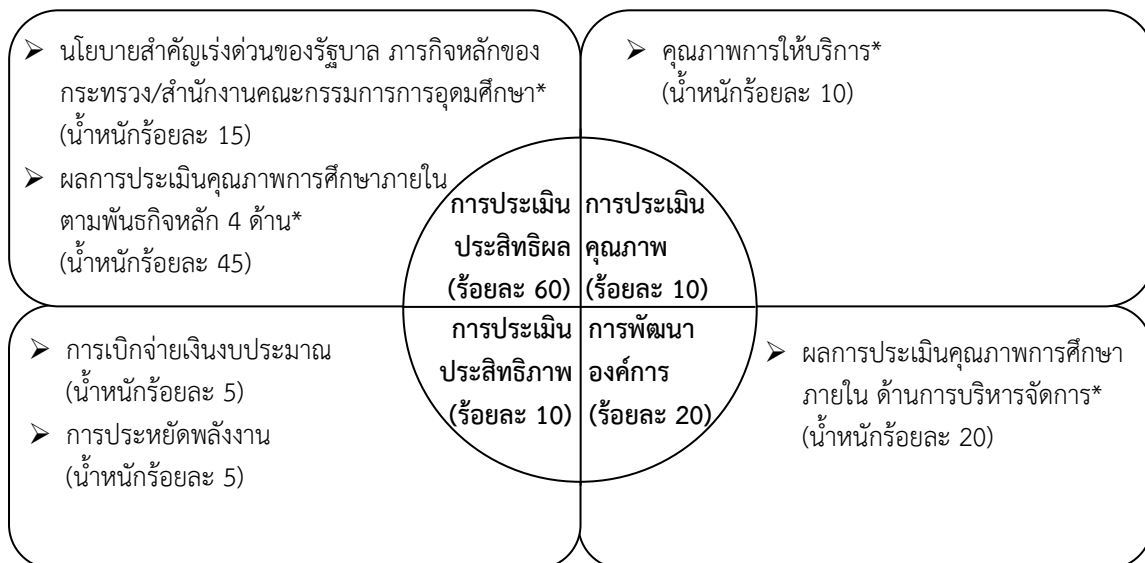 ➢ นโยบายสำคัญเร่งด่วนของรัฐบาล ภารกิจหลักของ
กระทรวง/สำนักงานคณะกรรมการการอุดมศึกษา*
(น้ำหนักร้อยละ 15)
➢ ผลการประเมินคุณภาพการศึกษาภายใน
ตามพันธกิจหลัก 4 ด้าน*
(น้ำหนักร้อยละ 45)
➢ คุณภาพการให้บริการ*
(น้ำหนักร้อยละ 10)
การประเมิน
ประสิทธิผล
(ร้อยละ 60)
การประเมิน
คุณภาพ
(ร้อยละ 10)
➢ การเบิกจ่ายเงินงบประมาณ
(น้ำหนักร้อยละ 5)
➢ การประหยัดพลังงาน
(น้ำหนักร้อยละ 5)
การประเมิน
ประสิทธิภาพ
(ร้อยละ 10)
การพัฒนา
องค์การ
(ร้อยละ 20)
➢ ผลการประเมินคุณภาพการศึกษา
ภายใน ด้านการบริหารจัดการ*
(น้ำหนักร้อยละ 20)